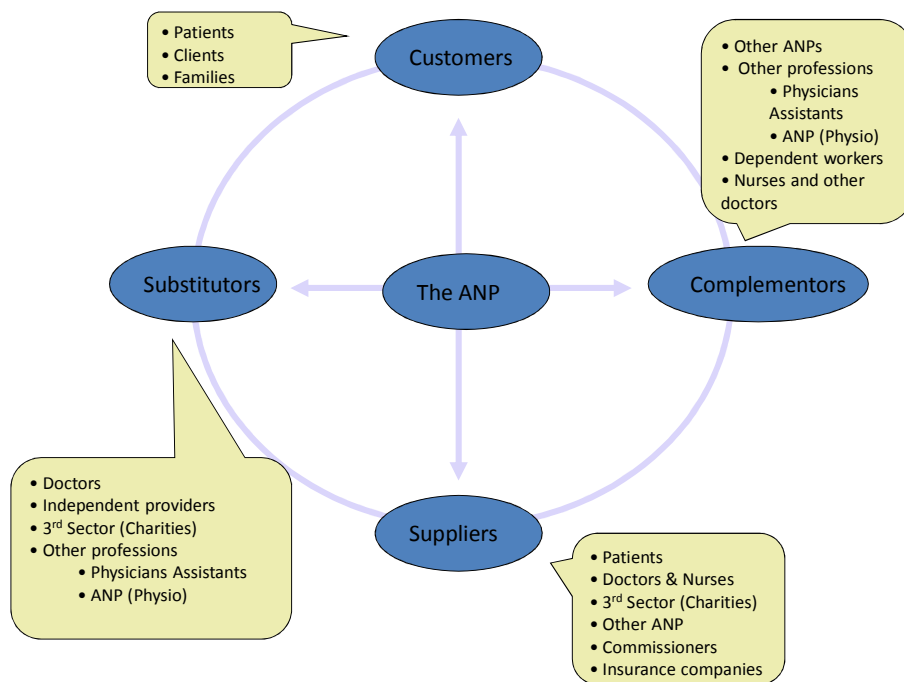 • Patients
• Clients
• Families
Customers
• Other ANPs
• Other professions
• Physicians
Assistants
• ANP (Physio)
• Dependent workers
• Nurses and other
doctors
Substitutors
The ANP
Complementors
• Doctors
• Independent providers
• 3rd Sector (Charities)
• Other professions
• Physicians Assistants
• ANP (Physio)
Suppliers
• Patients
• Doctors & Nurses
• 3rd Sector (Charities)
• Other ANP
• Commissioners
• Insurance companies